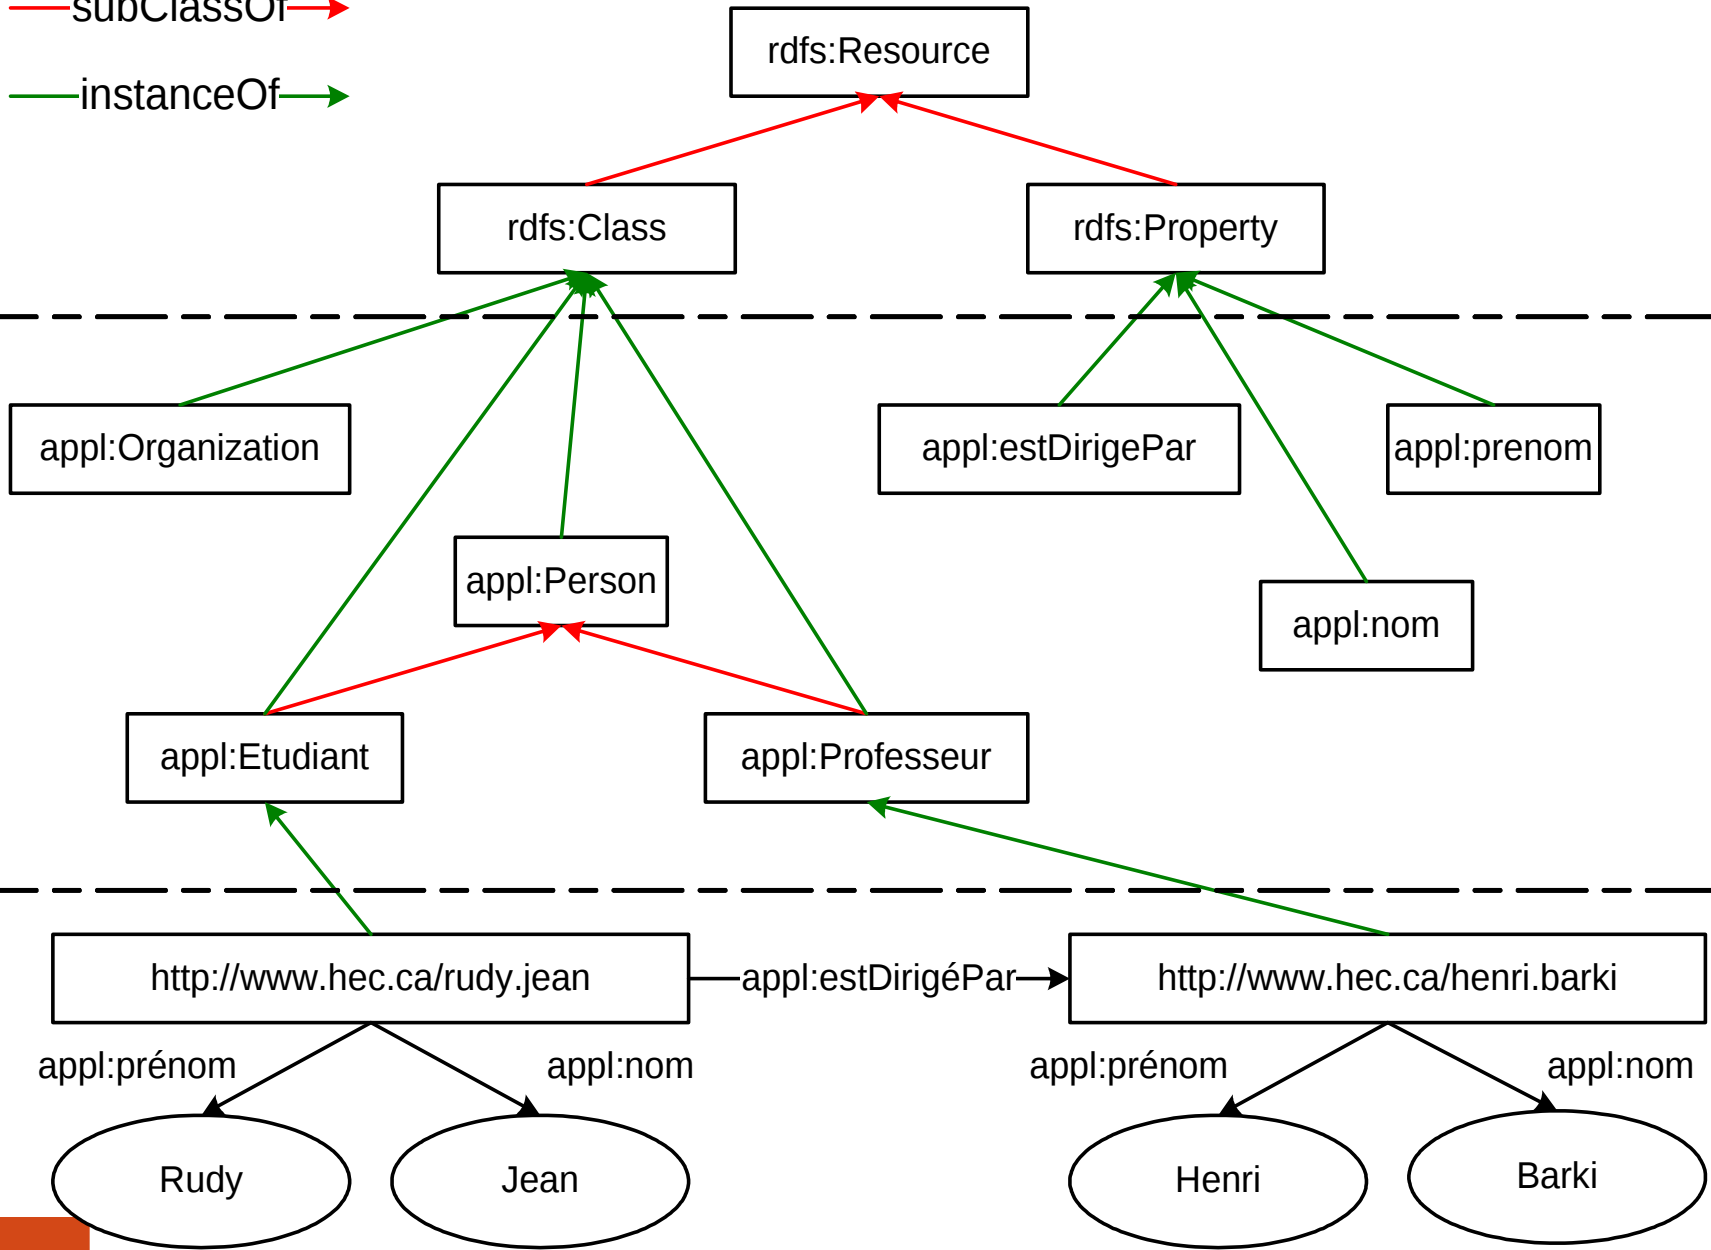 subClassOf
instanceOf
rdfs:Resource
rdfs:Class
rdfs:Property
appl:Organization
appl:estDirigePar
appl:prenom
appl:Person
appl:nom
appl:Etudiant
appl:Professeur
http://www.hec.ca/rudy.jean
appl:estDirigéPar
http://www.hec.ca/henri.barki
appl:prénom
appl:nom
appl:prénom
appl:nom
Rudy
Jean
Henri
Barki